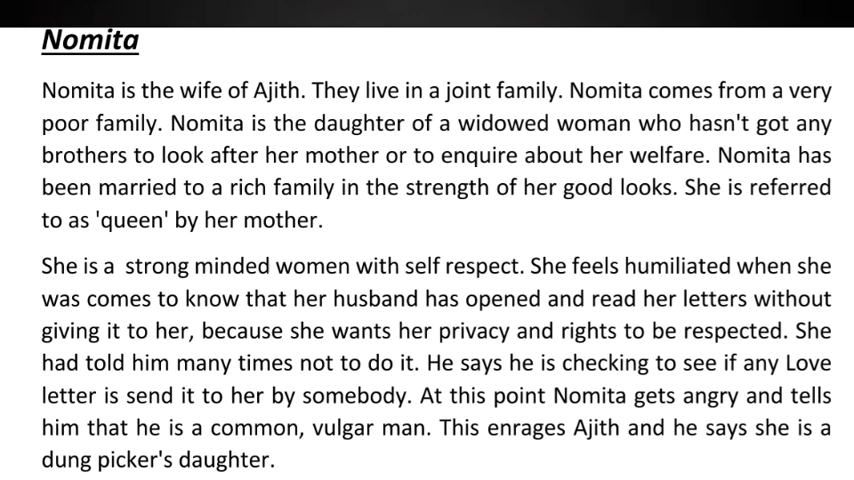 Nomita
Nomita is the wife of Ajith. They live in a joint family. Nomita comes from a very
poor family. Nomita is the daughter of a widowed woman who hasn't got any
brothers to look after her mother or to enquire about her welfare. Nomita has
been married to a rich family in the strength of her good looks. She is referred
to as 'queen' by her mother.
She is a  strong minded women with self respect. She feels humiliated when she
was comes to know that her husband has opened and read her letters without
giving it to her, because she wants her privacy and rights to be respected. She
had told him many times not to do it. He says he is checking to see if any Love
letter is send it to her by somebody. At this point Nomita gets angry and tells
him that he is a common, vulgar man. This enrages Ajith and he says she is a
dung picker's daughter.